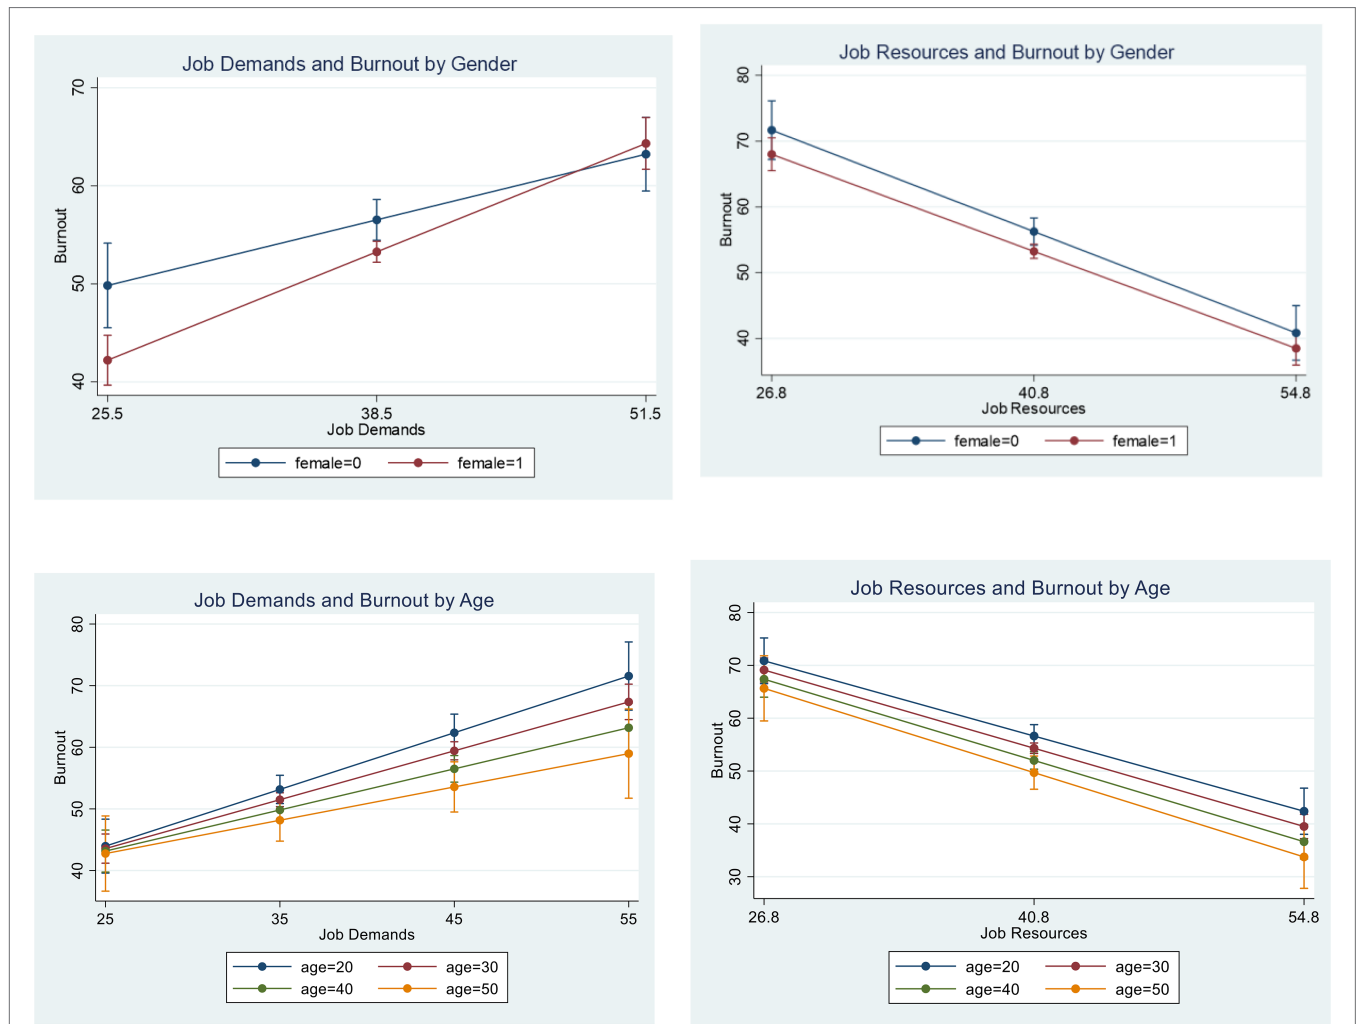 Job Demands and Burnout by Gender
70
60
50
40
Burnout
25.5 38.5 51.5
Job Demands
female=0 female=1
Job Resources and Burnout by Gender
80
70
60
50
40
Burnout
26.8 40.8 54.8
Job Resources
female=0 female=1
Job Demands and Burnout by Age
80
70
60
50
40
Burnout
25 35 45 55
Job Demands
age=20 age=30
age=40 age=50
Job Resources and Burnout by Age
80
70
60
50
40
30
Burnout
26.8 40.8 54.8
Job Resources
age=20 age=30
age=40 age=50